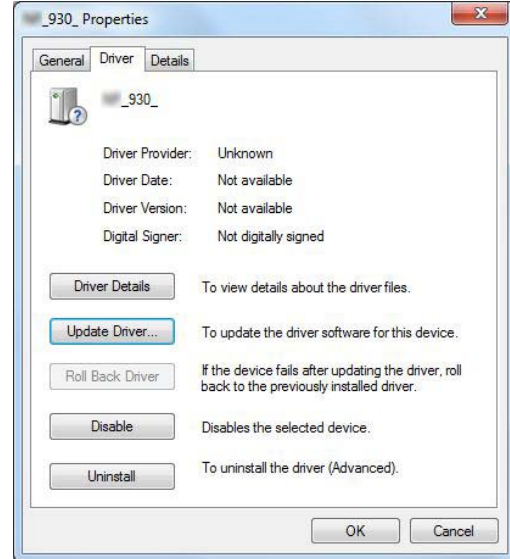 _930_ Properties
General Driver Details
_930_
Driver Provider: Unknown
Driver Date: Not available
Driver Version: Not available
Digital Signer: Not digitally signed
Driver Details To view details about the driver files.
Update Driver... To update the driver software for this device.
Roll Back Driver If the device fails after updating the driver, roll
back to the previously installed driver.
Disable Disables the selected device.
Uninstall To uninstall the driver (Advanced).
OK Cancel